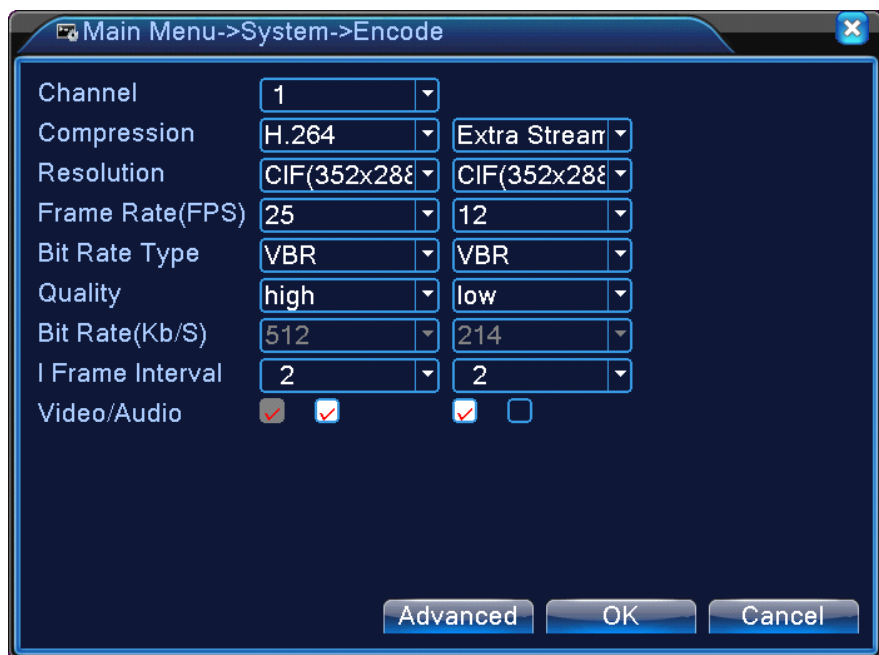 Main Menu->System->Encode
Channel 1
Compression H.264 Extra Stream
Resolution CIF(352x288 CIF(352x288
Frame Rate(FPS) 25 12
Bit Rate Type VBR VBR
Quality high low
Bit Rate(Kb/S) 512 214
I Frame Interval 2 2
Video/Audio
Advanced OK Cancel